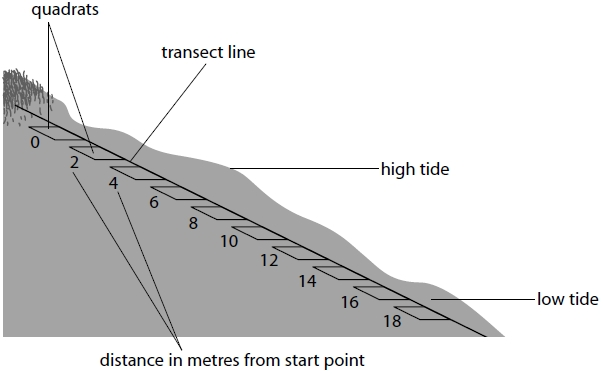 quadrats
transect line
high tide
0
2
4
6
8
10
12
14
16
18
low tide
distance in metres from start point